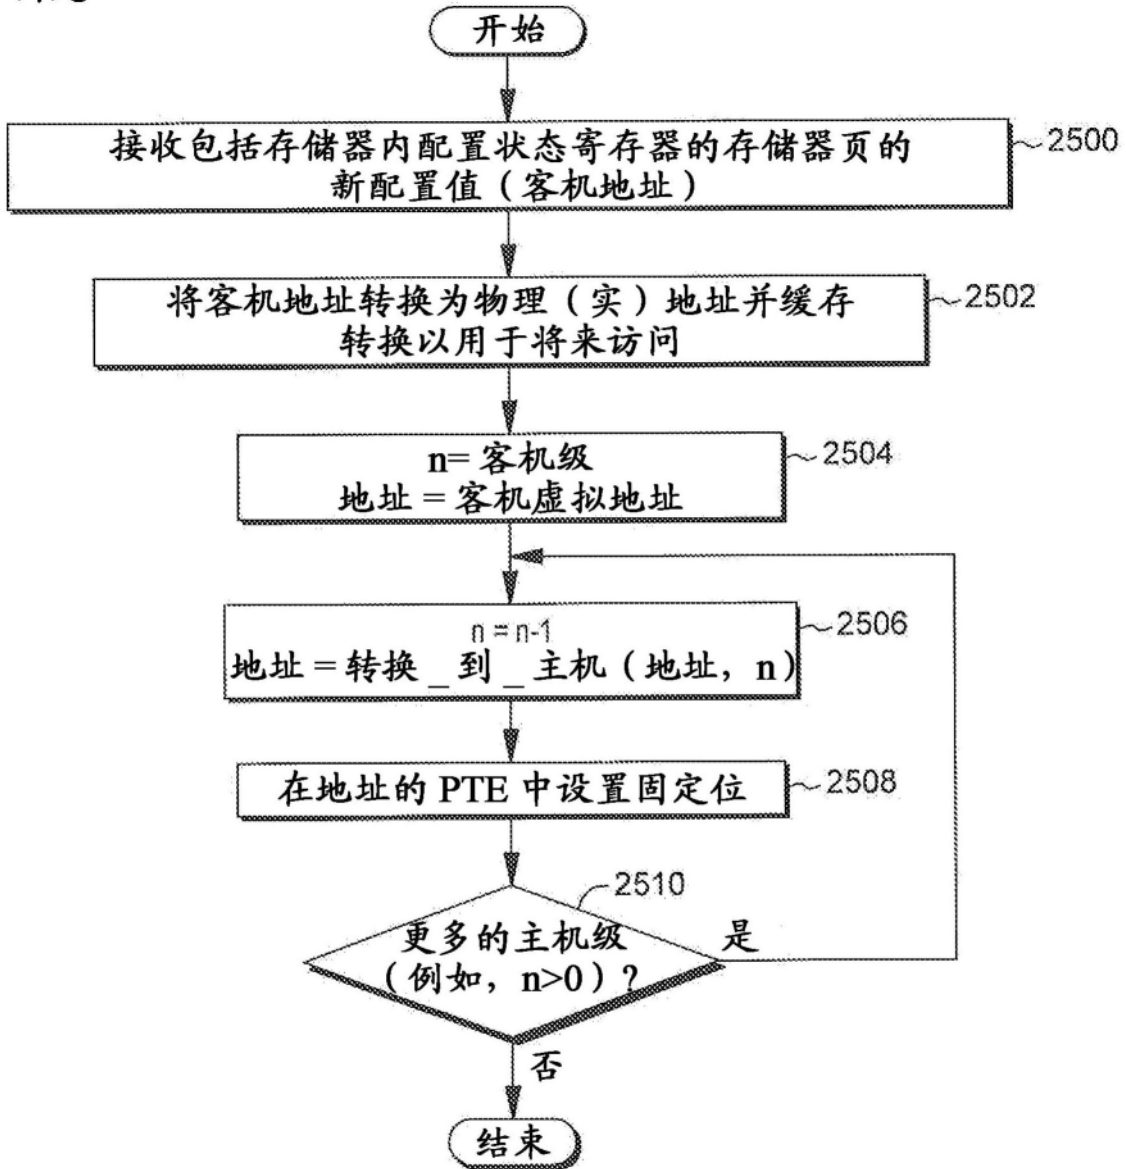 开始
接收包括存储器内配置状态寄存器的存储器页的
新配置值（客机地址）
2500
将客机地址转换为物理（实）地址并缓存
转换以用于将来访问
2502
n= 客机级
地址 = 客机虚拟地址
2504
n = n-1
地址 = 转换 _ 到 _ 主机（地址，n）
2506
在地址的 PTE 中设置固定位
2508
2510
更多的主机级
（例如，n>0）?
是
否
结束